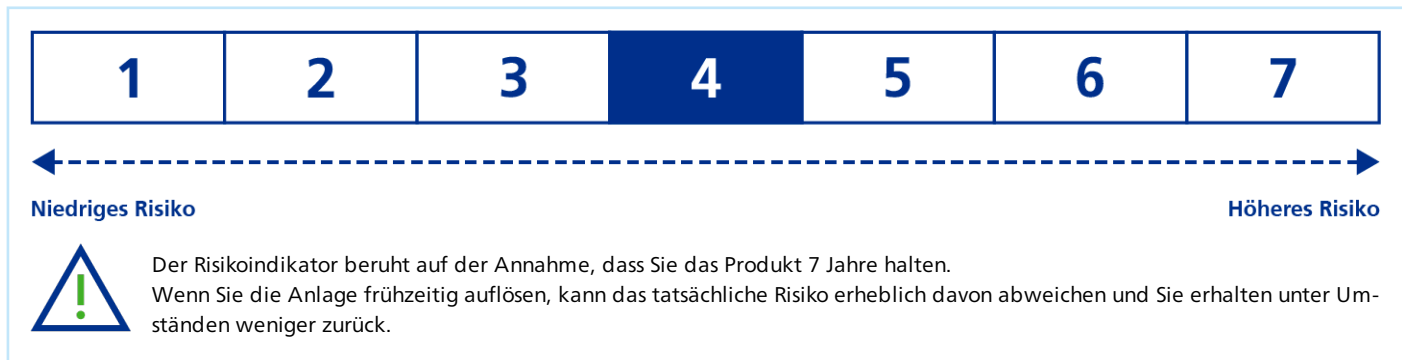 1 2 3 4 5 6 7
Niedriges Risiko Höheres Risiko
!
Der Risikoindikator beruht auf der Annahme, dass Sie das Produkt 7 Jahre halten.
Wenn Sie die Anlage frühzeitig auflösen, kann das tatsächliche Risiko erheblich davon abweichen und Sie erhalten unter Um-
ständen weniger zurück.